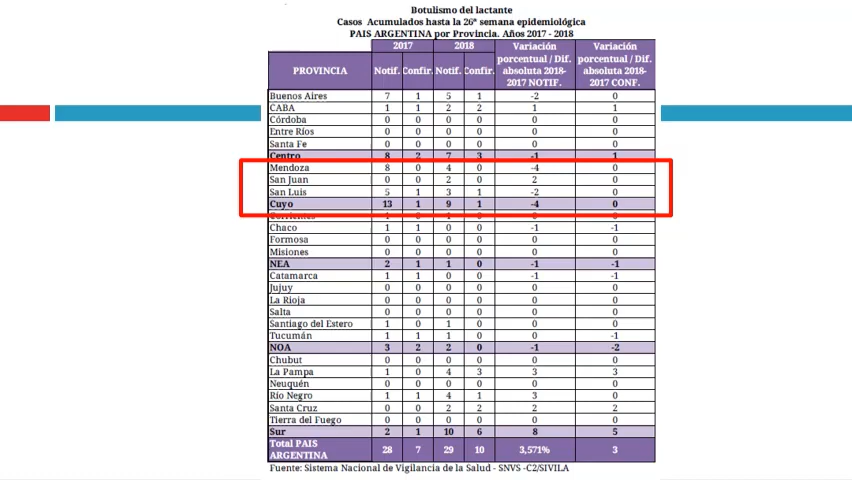 Botulismo del lactante
Casos Acumulados hasta la 26ª semana epidemiológica
PAIS ARGENTINA por Provincia. Años 2017 - 2018
PROVINCIA 2017 2018 Variación porcentual / Dif. absoluta 2018-2017 NOTIF. Variación porcentual / Dif. absoluta 2018-2017 CONF.
Notif. Confir. Notif. Confir.
Buenos Aires 7 1 5 1 -2 0
CABA 1 1 2 2 1 1
Córdoba 0 0 0 0 0 0
Entre Ríos 0 0 0 0 0 0
Santa Fe 0 0 0 0 0 0
Centro 8 2 7 3 -1 1
Mendoza 8 0 4 0 -4 0
San Juan 0 0 2 0 2 0
San Luis 5 1 3 1 -2 0
Cuyo 13 1 9 1 -4 0
Corrientes 1 0 1 0 0 0
Chaco 1 1 0 0 -1 -1
Formosa 0 0 0 0 0 0
Misiones 0 0 0 0 0 0
NEA 2 1 1 0 -1 -1
Catamarca 1 1 0 0 -1 -1
Jujuy 0 0 0 0 0 0
La Rioja 0 0 0 0 0 0
Salta 0 0 0 0 0 0
Santiago del Estero 1 0 1 0 0 0
Tucumán 1 1 1 0 0 -1
NOA 3 2 2 0 -1 -2
Chubut 0 0 0 0 0 0
La Pampa 1 0 4 3 3 3
Neuquén 0 0 0 0 0 0
Río Negro 1 1 4 1 3 0
Santa Cruz 0 0 2 2 2 2
Tierra del Fuego 0 0 0 0 0 0
Sur 2 1 10 6 8 5
Total PAIS ARGENTINA 28 7 29 10 3,571% 3
Fuente: Sistema Nacional de Vigilancia de la Salud - SNVS -C2/SIVILA